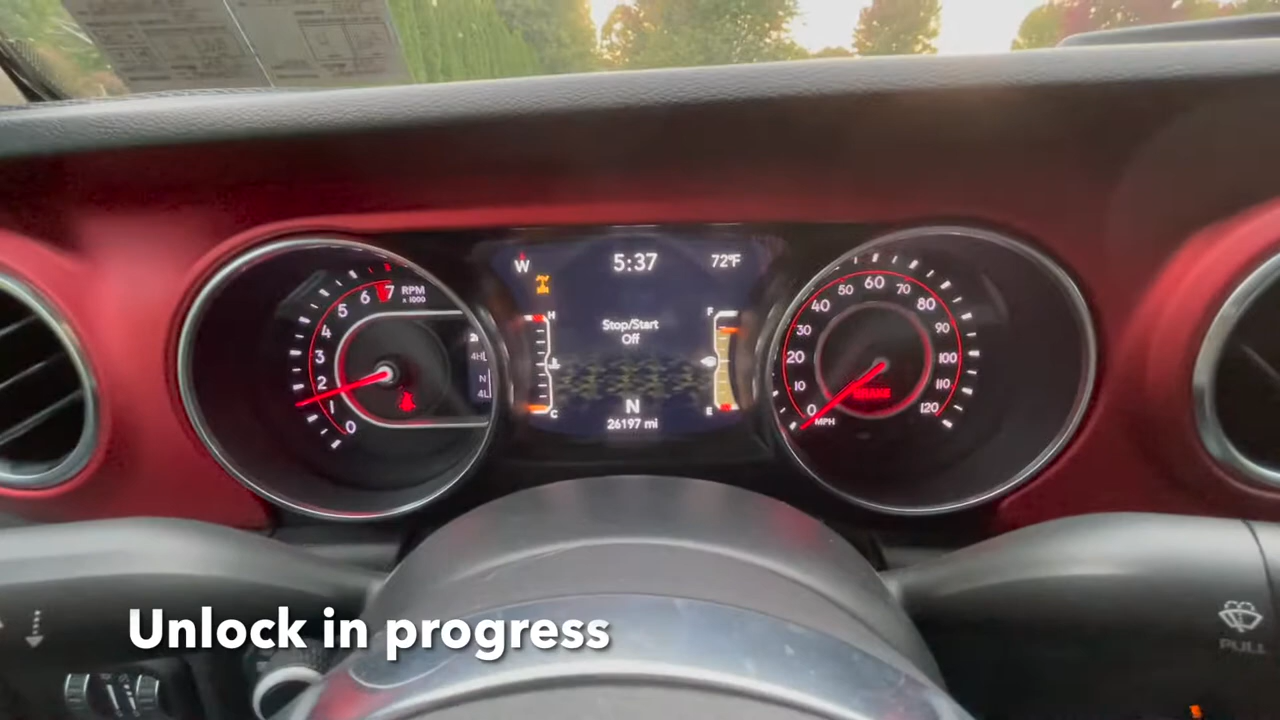 W
5:37
72°F
Stop/Start
Off
H
C
F
E
N
26197 mi
0
1
2
3
4
5
6
7
RPM
x 1000
4H
N
4L
0
10
20
30
40
50
60
70
80
90
100
110
120
MPH
BRAKE
Unlock in progress
PULL